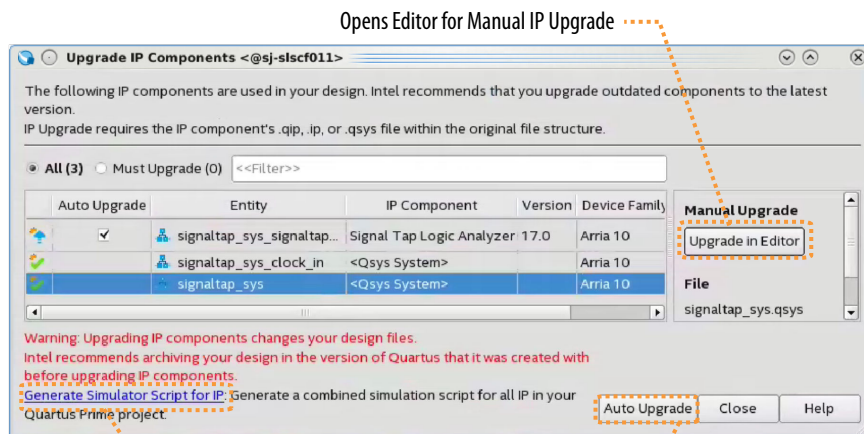 Opens Editor for Manual IP Upgrade
Upgrade IP Components <@sj-slscf011>
The following IP components are used in your design. Intel recommends that you upgrade outdated components to the latest
version.
IP Upgrade requires the IP component's .qip, .ip, or .qsys file within the original file structure.
All (3) Must Upgrade (0) <<Filter>>
Auto Upgrade Entity IP Component Version Device Family
signaltap_sys_signaltap... Signal Tap Logic Analyzer 17.0 Arria 10
signaltap_sys_clock_in <Qsys System> Arria 10
signaltap_sys <Qsys System> Arria 10
Manual Upgrade
Upgrade in Editor
File
signaltap_sys.qsys
Warning: Upgrading IP components changes your design files.
Intel recommends archiving your design in the version of Quartus that it was created with
before upgrading IP components.
Generate Simulator Script for IP: Generate a combined simulation script for all IP in your
Quartus Prime project.
Auto Upgrade Close Help